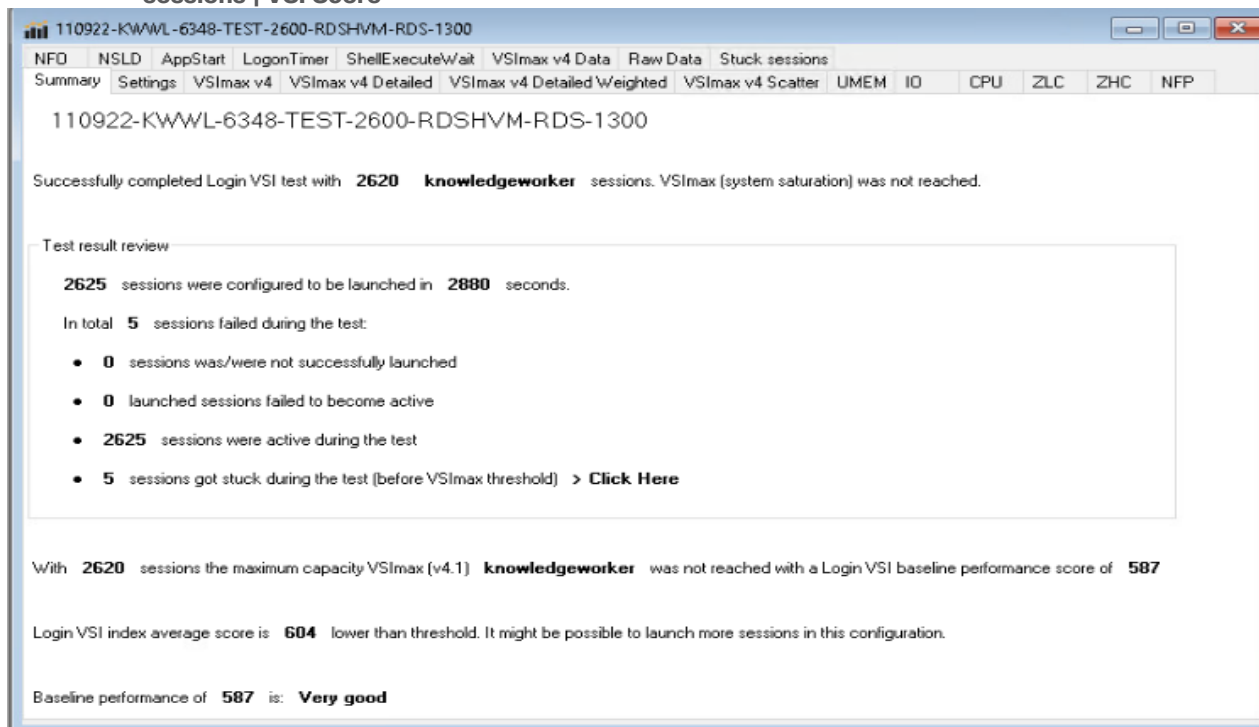 sessions | VSI Score
110922-KWWL-6348-TEST-2600-RDSHVM-RDS-1300
NFO NSLD AppStart LogonTimer ShellExecuteWait VSImax v4 Data Raw Data Stuck sessions
Summary Settings VSImax v4 VSImax v4 Detailed VSImax v4 Detailed Weighted VSImax v4 Scatter UMEM IO CPU ZLC ZHC NFP
110922-KWWL-6348-TEST-2600-RDSHVM-RDS-1300
Successfully completed Login VSI test with 2620 knowledgeworker sessions. VSImax (system saturation) was not reached.
Test result review
2625 sessions were configured to be launched in 2880 seconds.
In total 5 sessions failed during the test:
• 0 sessions was/were not successfully launched
• 0 launched sessions failed to become active
• 2625 sessions were active during the test
• 5 sessions got stuck during the test (before VSImax threshold) > Click Here
With 2620 sessions the maximum capacity VSImax (v4.1) knowledgeworker was not reached with a Login VSI baseline performance score of 587
Login VSI index average score is 604 lower than threshold. It might be possible to launch more sessions in this configuration.
Baseline performance of 587 is: Very good